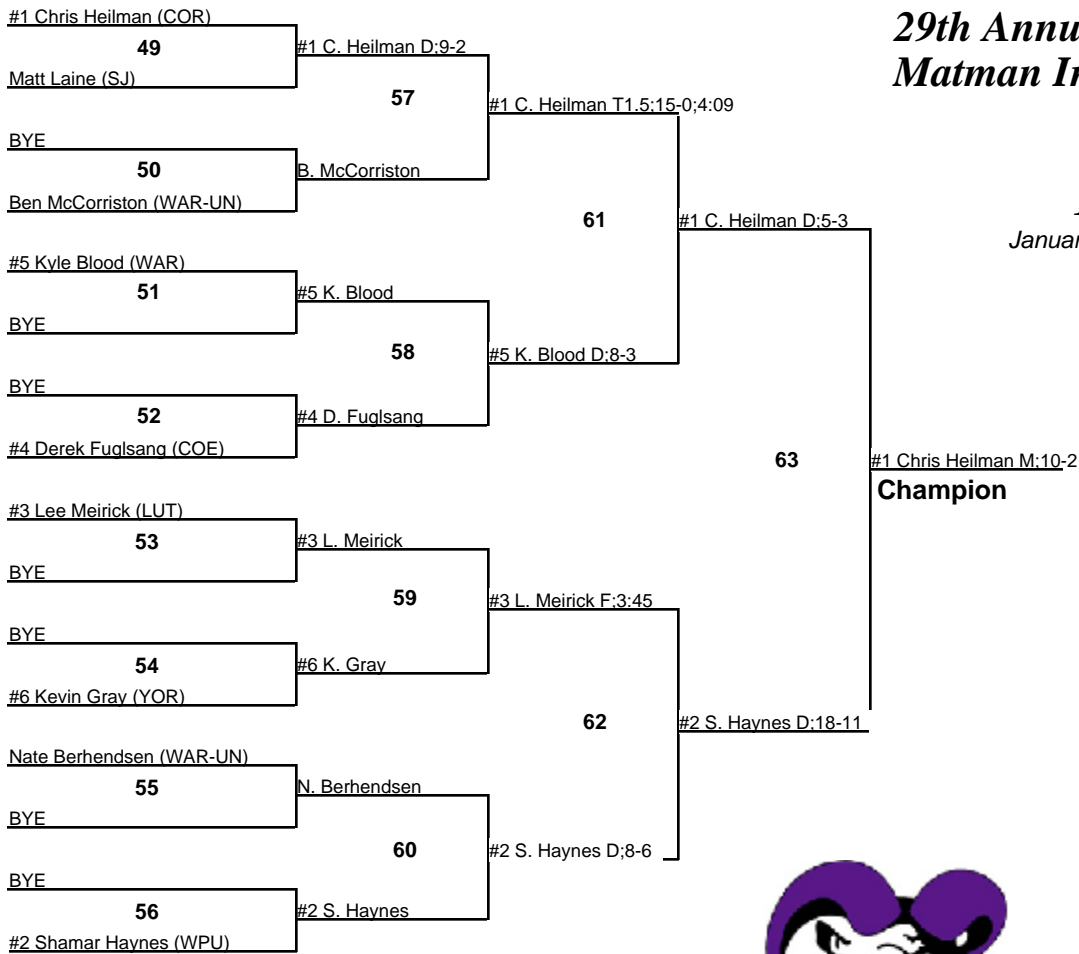 #1 Chris Heilman (COR)
49
Matt Laine (SJ)
BYE
50
Ben McCorriston (WAR-UN)
#5 Kyle Blood (WAR)
51
BYE
BYE
52
#4 Derek Fuglsang (COE)
#3 Lee Meirick (LUT)
53
BYE
BYE
54
#6 Kevin Gray (YOR)
Nate Berhendsen (WAR-UN)
55
BYE
BYE
56
#2 Shamar Haynes (WPU)
#1 C. Heilman D;9-2
57
B. McCorriston
#5 K. Blood
58
#4 D. Fuglsang
#3 L. Meirick
59
#6 K. Gray
N. Berhendsen
60
#2 S. Haynes
#1 C. Heilman T1.5;15-0;4:09
61
#5 K. Blood D;8-3
#3 L. Meirick F;3:45
62
#2 S. Haynes D;8-6
#1 C. Heilman D;5-3
63
#2 S. Haynes D;18-11
#1 Chris Heilman M;10-2
Champion
29th Annu
Matman In
Januar